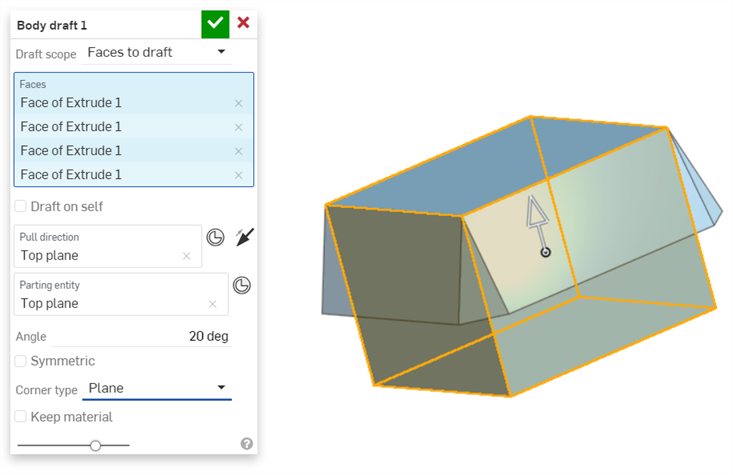 Body draft 1
Draft scope Faces to draft
Faces
Face of Extrude 1
Face of Extrude 1
Face of Extrude 1
Face of Extrude 1
Draft on self
Pull direction
Top plane
Parting entity
Top plane
Angle 20 deg
Symmetric
Corner type Plane
Keep material